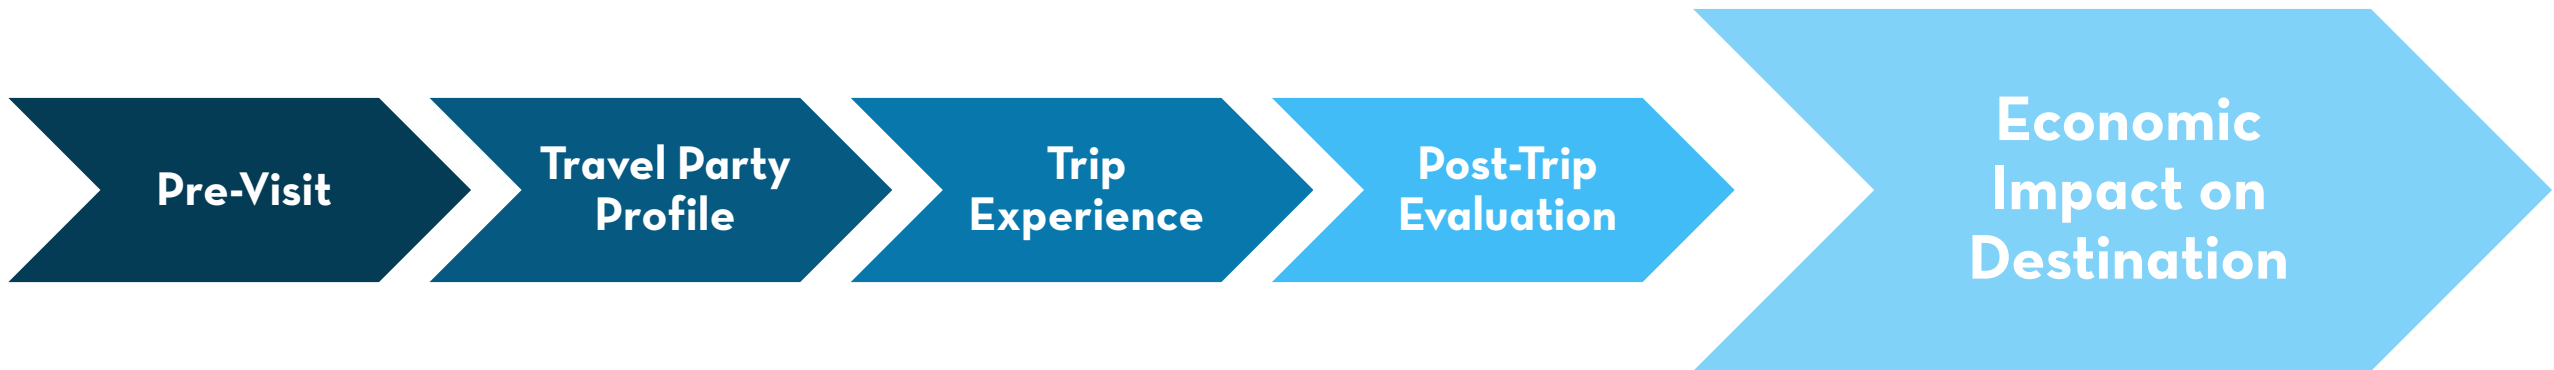 Pre-Visit
Travel Party
Profile
Trip
Experience
Post-Trip
Evaluation
Economic
Impact on
Destination